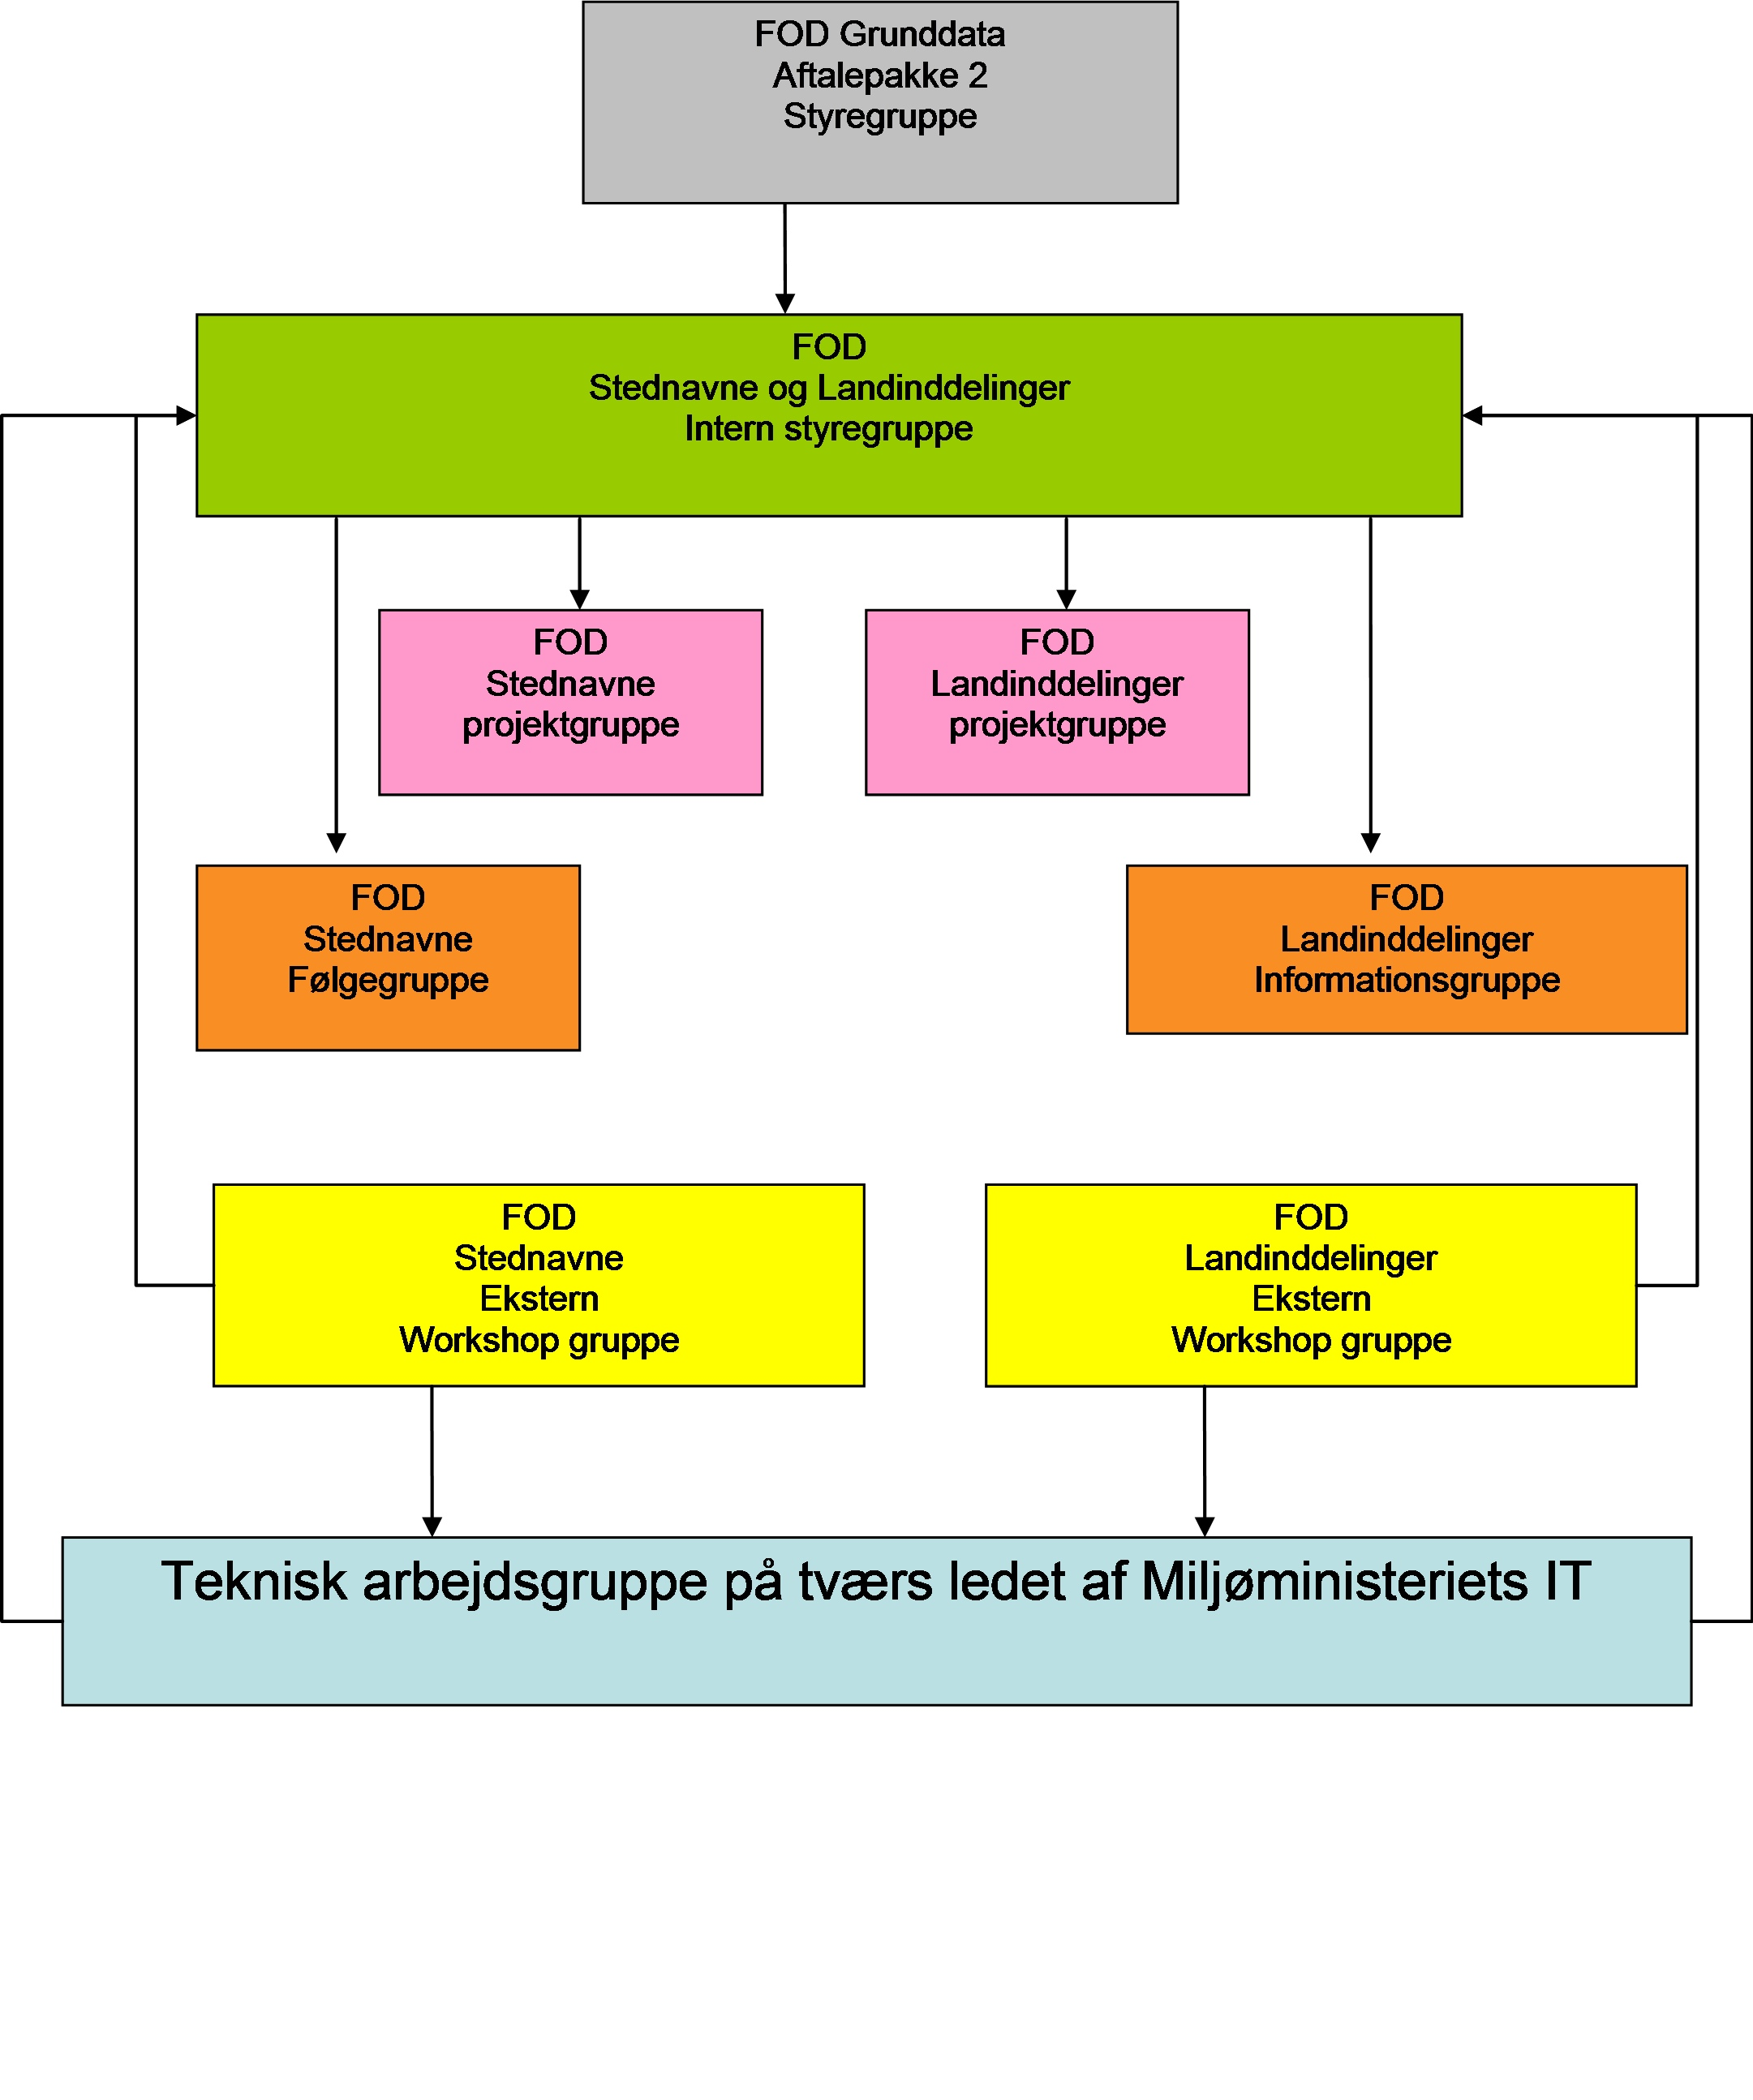 FOD Grunddata
Aftalepakke 2
Styregruppe
FOD
Stednavne og Landinddelinger
Intern styregruppe
FOD
Stednavne
projektgruppe
FOD
Landinddelinger
projektgruppe
FOD
Stednavne
Følgegruppe
FOD
Landinddelinger
Informationsgruppe
FOD
Stednavne
Ekstern
Workshop gruppe
FOD
Landinddelinger
Ekstern
Workshop gruppe
Teknisk arbejdsgruppe på tværs ledet af Miljøministeriets IT